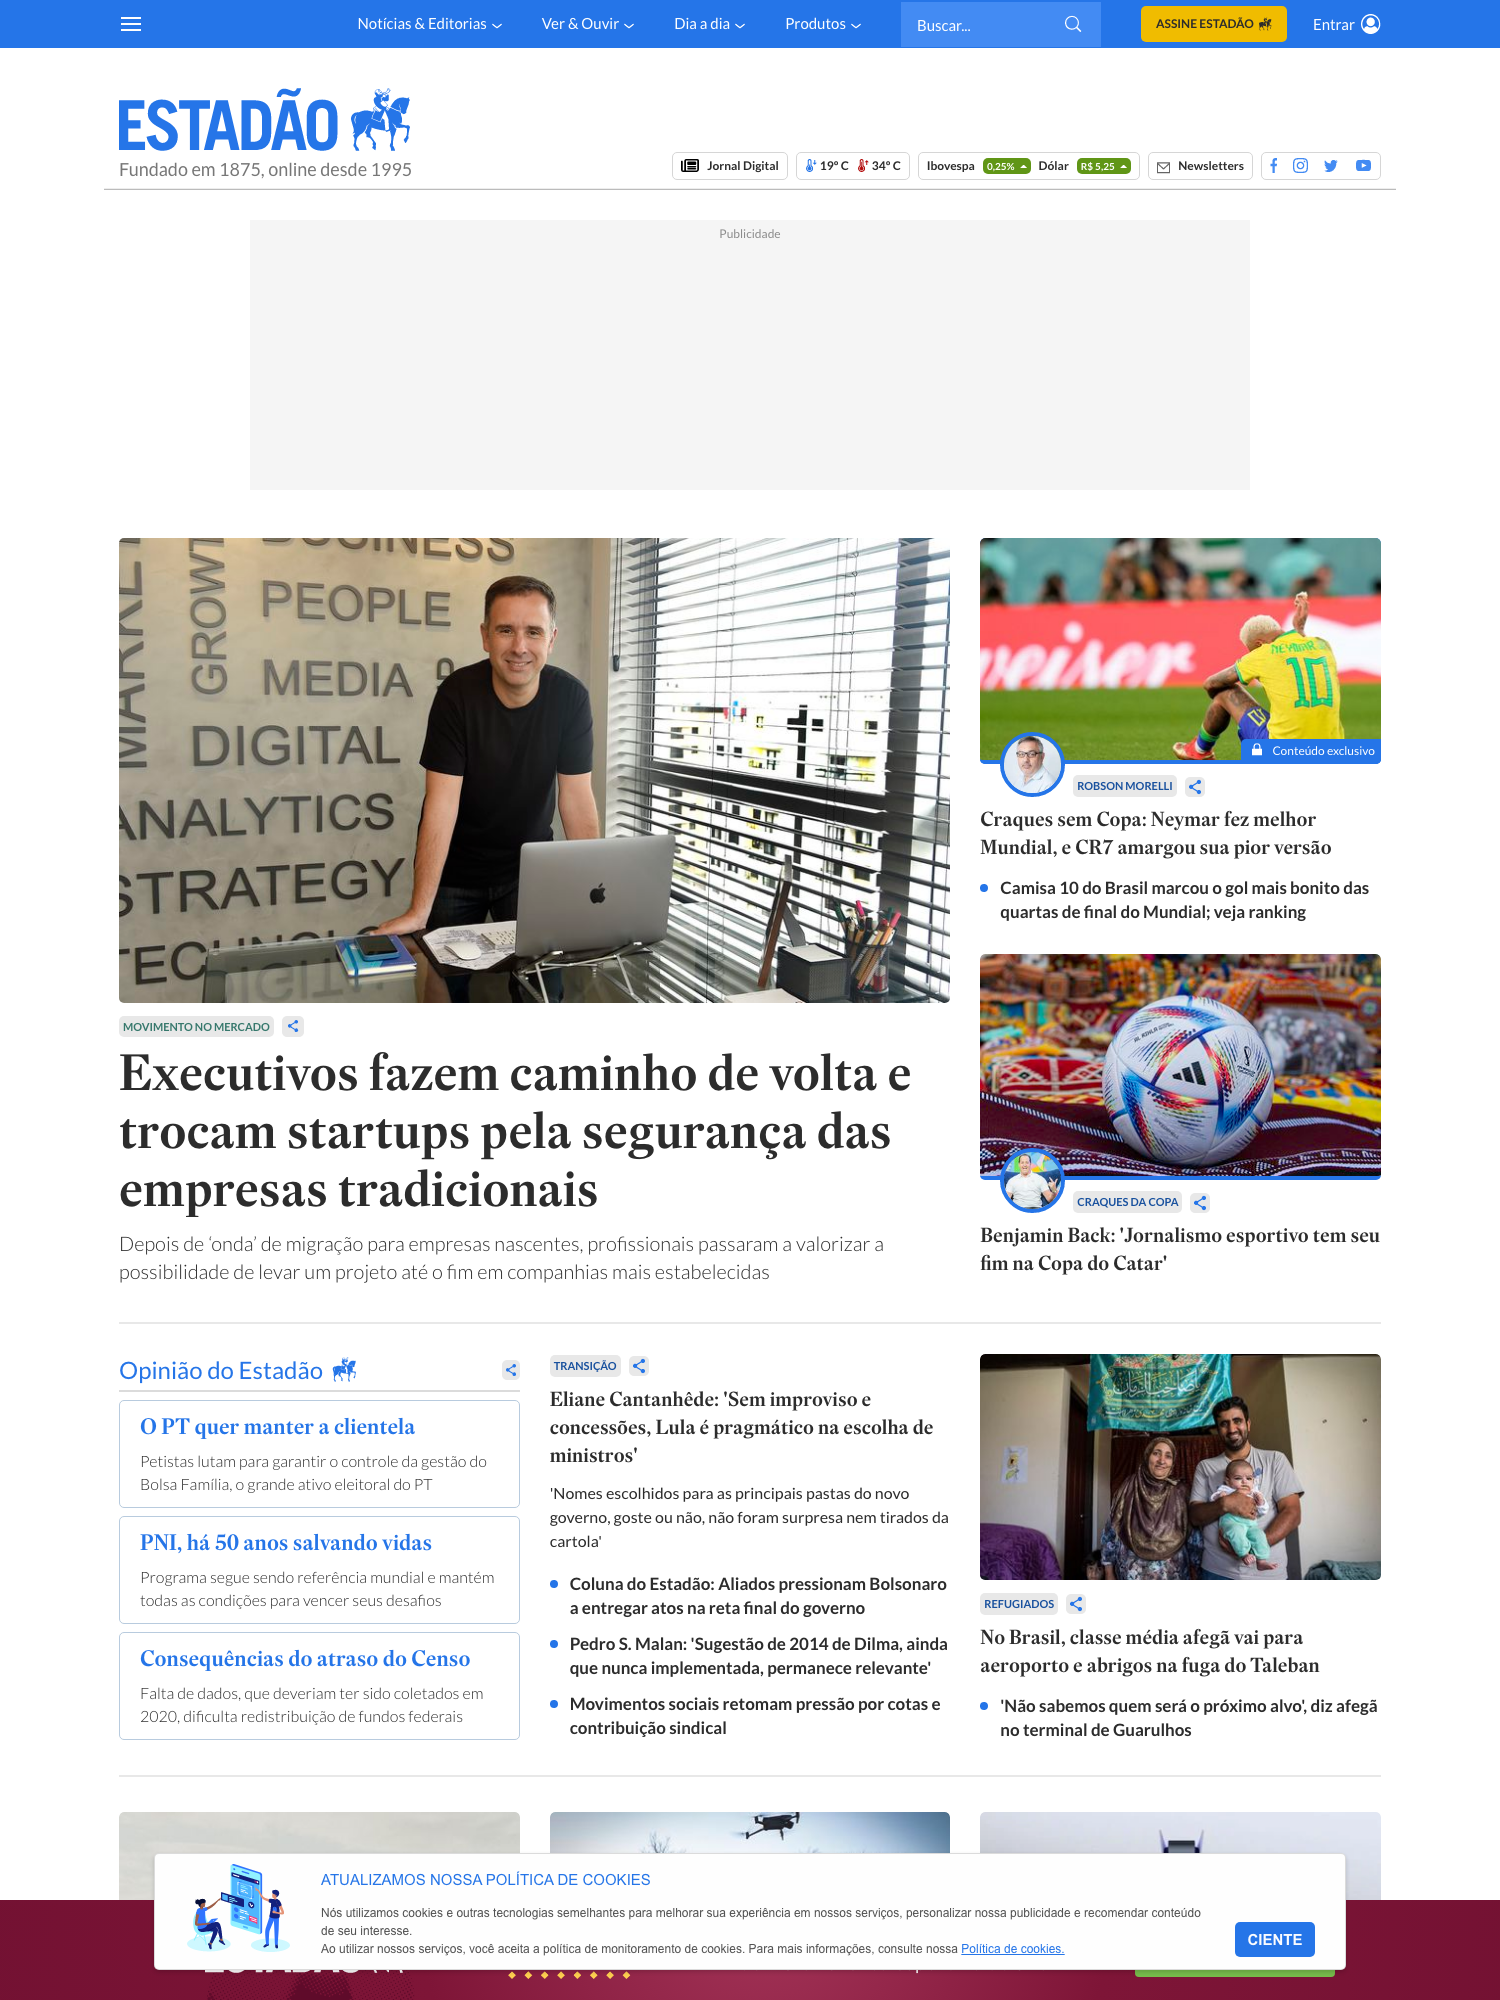 Notícias & Editorias
Ver & Ouvir
Dia a dia
Produtos
Buscar...
ASSINE ESTADÃO
Entrar
ESTADÃO
Fundado em 1875, online desde 1995
Jornal Digital
19º C
34º C
Ibovespa 0,25%
Dólar R$ 5,25
Newsletters
Publicidade
BUSINESS
GROWT
PEOPLE
MEDIA
DIGITAL
ANALYTICS
STRATEGY
NEYMAR JR
10
Conteúdo exclusivo
ROBSON MORELLI
Craques sem Copa: Neymar fez melhor
Mundial, e CR7 amargou sua pior versão
Camisa 10 do Brasil marcou o gol mais bonito das
quartas de final do Mundial; veja ranking
MOVIMENTO NO MERCADO
Executivos fazem caminho de volta e
trocam startups pela segurança das
empresas tradicionais
Depois de ‘onda’ de migração para empresas nascentes, profissionais passaram a valorizar a
possibilidade de levar um projeto até o fim em companhias mais estabelecidas
AL RIHLA
CRAQUES DA COPA
Benjamin Back: 'Jornalismo esportivo tem seu
fim na Copa do Catar'
Opinião do Estadão
O PT quer manter a clientela
Petistas lutam para garantir o controle da gestão do
Bolsa Família, o grande ativo eleitoral do PT
PNI, há 50 anos salvando vidas
Programa segue sendo referência mundial e mantém
todas as condições para vencer seus desafios
Consequências do atraso do Censo
Falta de dados, que deveriam ter sido coletados em
2020, dificulta redistribuição de fundos federais
TRANSIÇÃO
Eliane Cantanhêde: 'Sem improviso e
concessões, Lula é pragmático na escolha de
ministros'
'Nomes escolhidos para as principais pastas do novo
governo, goste ou não, não foram surpresa nem tirados da
cartola'
Coluna do Estadão: Aliados pressionam Bolsonaro
a entregar atos na reta final do governo
Pedro S. Malan: 'Sugestão de 2014 de Dilma, ainda
que nunca implementada, permanece relevante'
Movimentos sociais retomam pressão por cotas e
contribuição sindical
REFUGIADOS
No Brasil, classe média afegã vai para
aeroporto e abrigos na fuga do Taleban
'Não sabemos quem será o próximo alvo', diz afegã
no terminal de Guarulhos
ATUALIZAMOS NOSSA POLÍTICA DE COOKIES
Nós utilizamos cookies e outras tecnologias semelhantes para melhorar sua experiência em nossos serviços, personalizar nossa publicidade e recomendar conteúdo
de seu interesse.
Ao utilizar nossos serviços, você aceita a política de monitoramento de cookies. Para mais informações, consulte nossa Política de cookies.
CIENTE